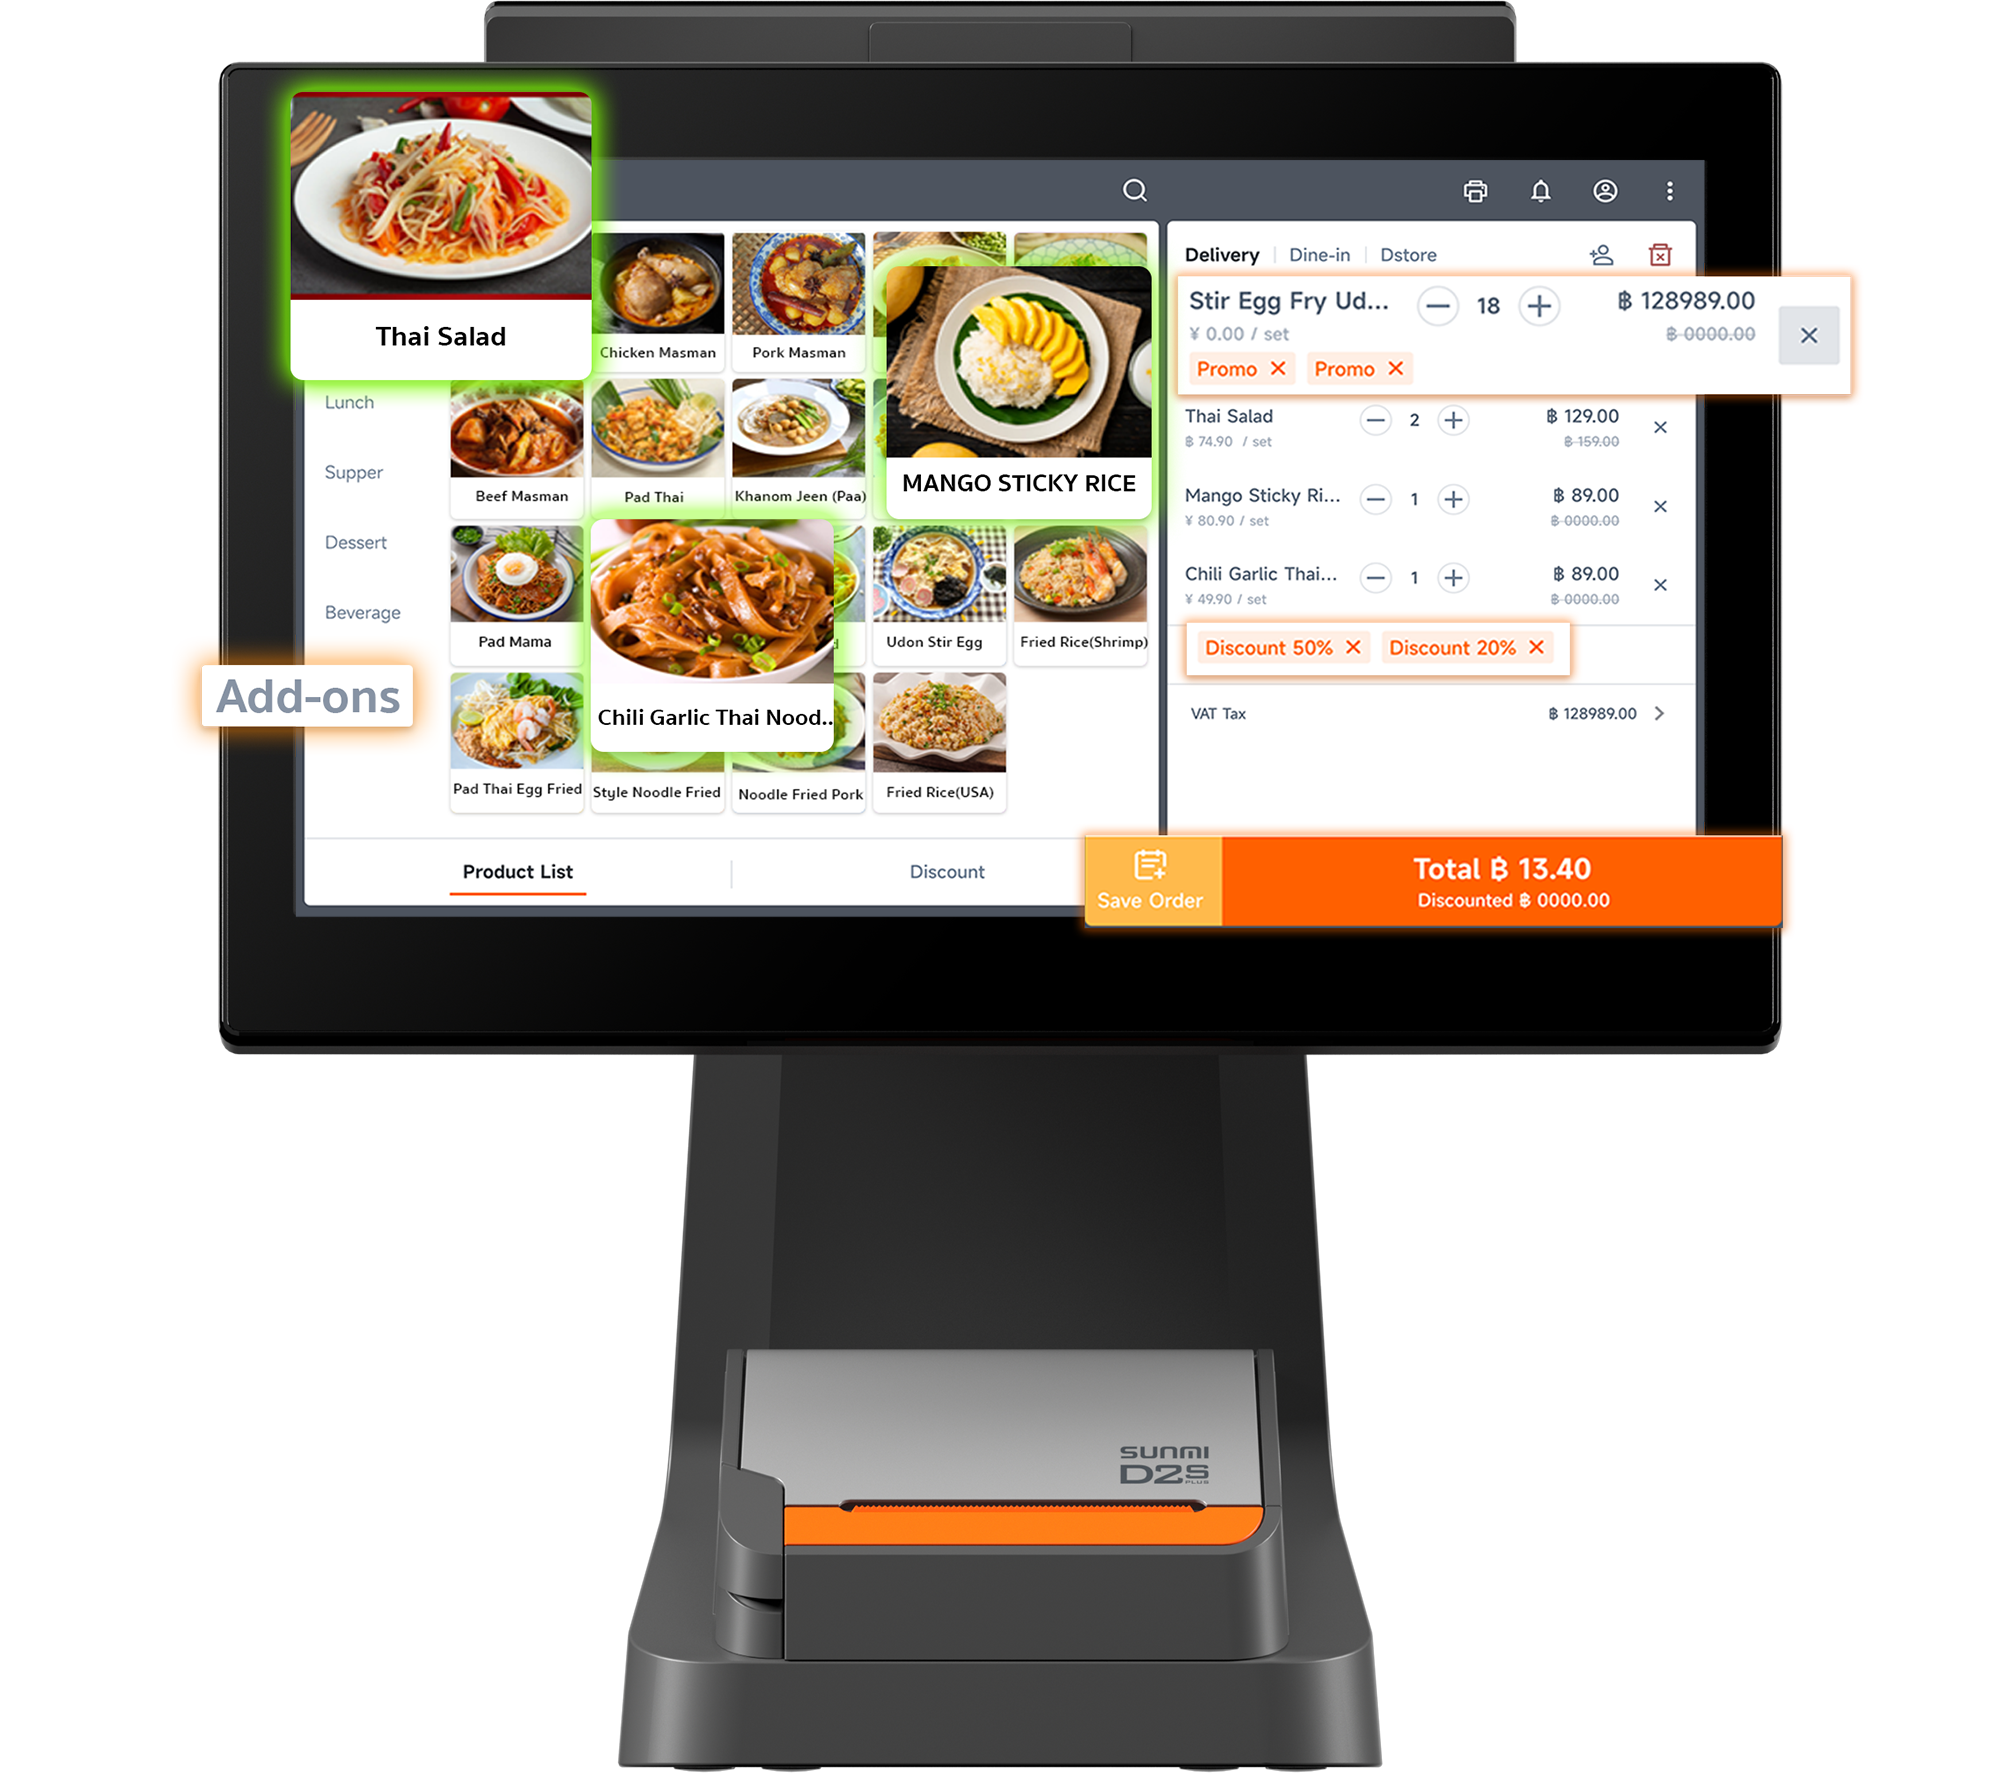 Thai Salad
Lunch
Supper
Dessert
Beverage
Add-ons
Chicken Masman
Pork Masman
MANGO STICKY RICE
Beef Masman
Pad Thai
Khanom Jeen (Paa)
Pad Mama
Chili Garlic Thai Nood..
Udon Stir Egg
Fried Rice(Shrimp)
Pad Thai Egg Fried
Style Noodle Fried
Noodle Fried Pork
Fried Rice(USA)
Product List
Discount
Delivery
Dine-in
Dstore
Stir Egg Fry Ud... 18 ฿ 128989.00
¥ 0.00 / set ฿ 0000.00
Promo Promo
Thai Salad 2 ฿ 129.00
฿ 74.90 / set ฿ 159.00
Mango Sticky Ri... 1 ฿ 89.00
¥ 80.90 / set ฿ 0000.00
Chili Garlic Thai... 1 ฿ 89.00
¥ 49.90 / set ฿ 0000.00
Discount 50% Discount 20%
VAT Tax ฿ 128989.00
Save Order
Total ฿ 13.40
Discounted ฿ 0000.00
SUNMI
D2s
PLUS